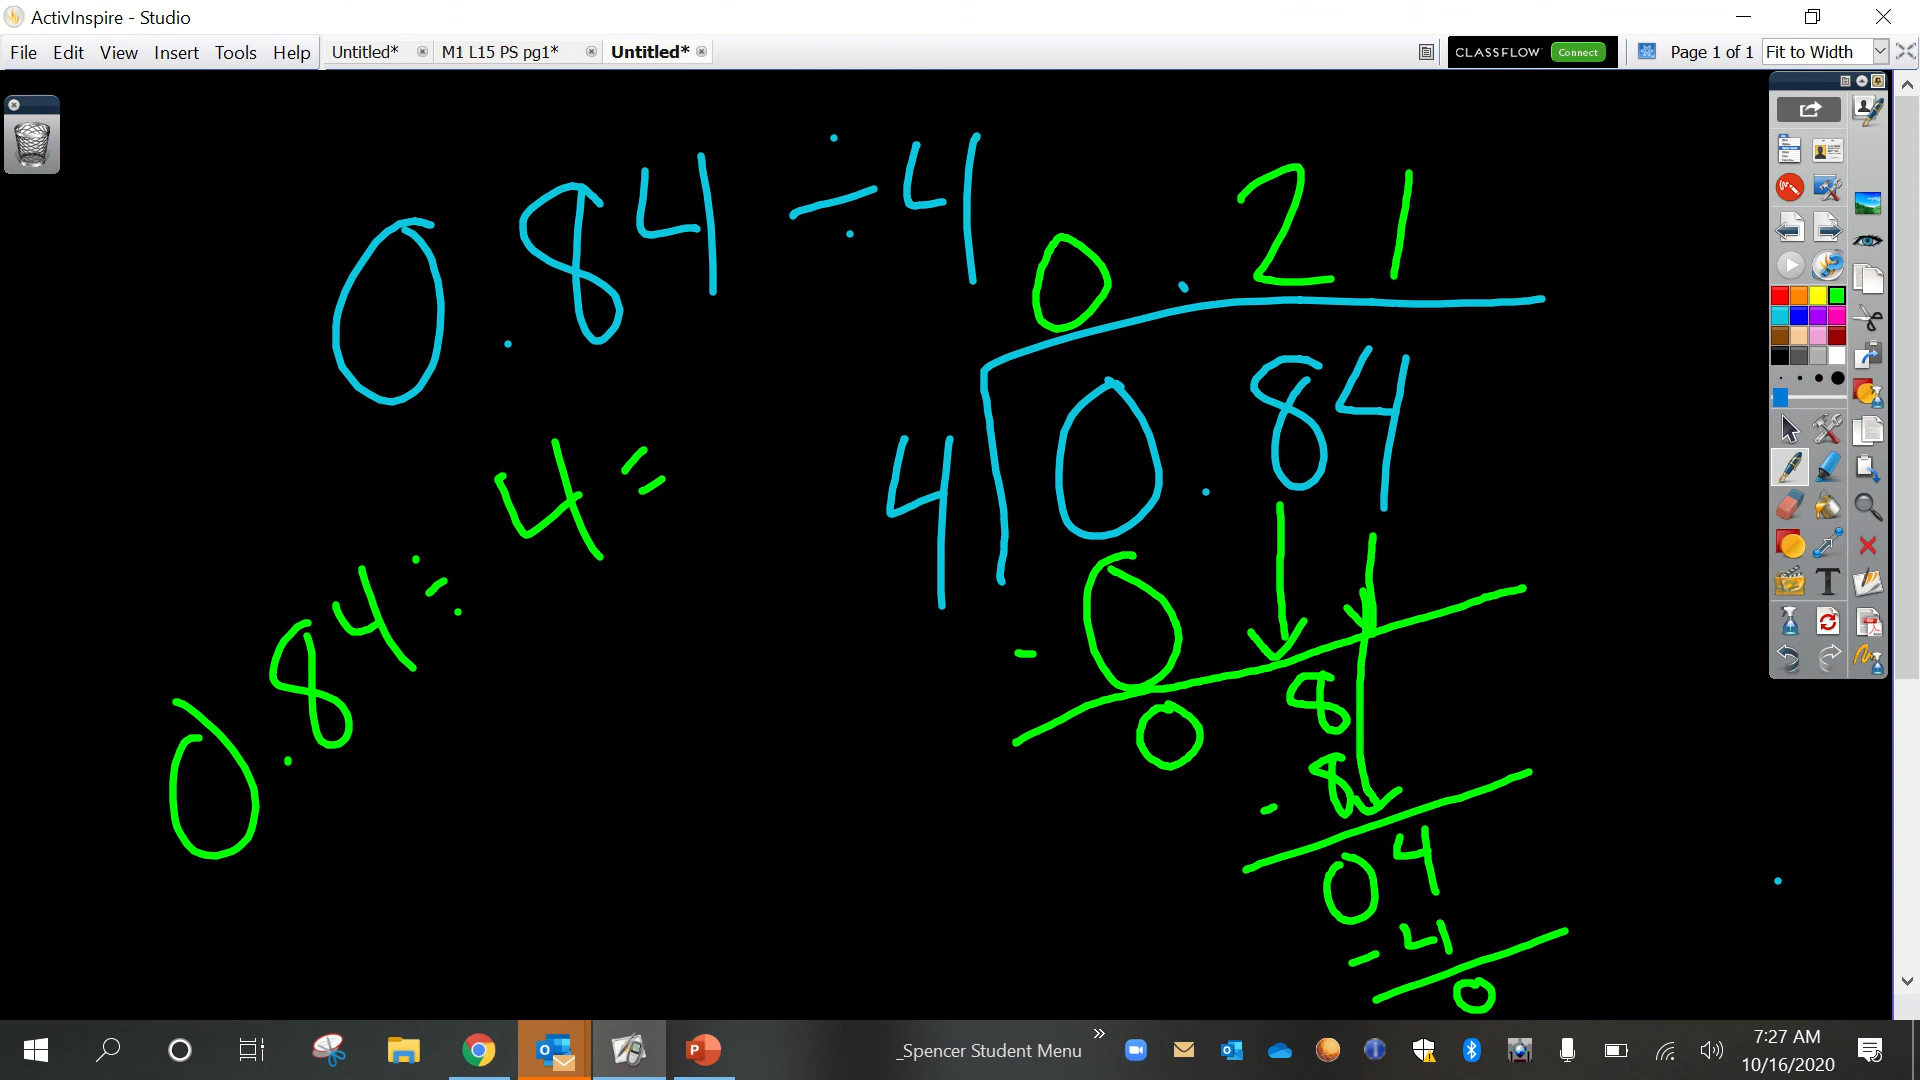 ActivInspire - Studio
File Edit View Insert Tools Help
Untitled* M1 L15 PS pg1* Untitled*
CLASSFLOW Connect
Page 1 of 1 Fit to Width
0.84 ÷ 4
0.21
4 0.84
- 0
0 8
- 8
04
- 4
0
0.84 ÷ 4 =
_Spencer Student Menu
7:27 AM
10/16/2020